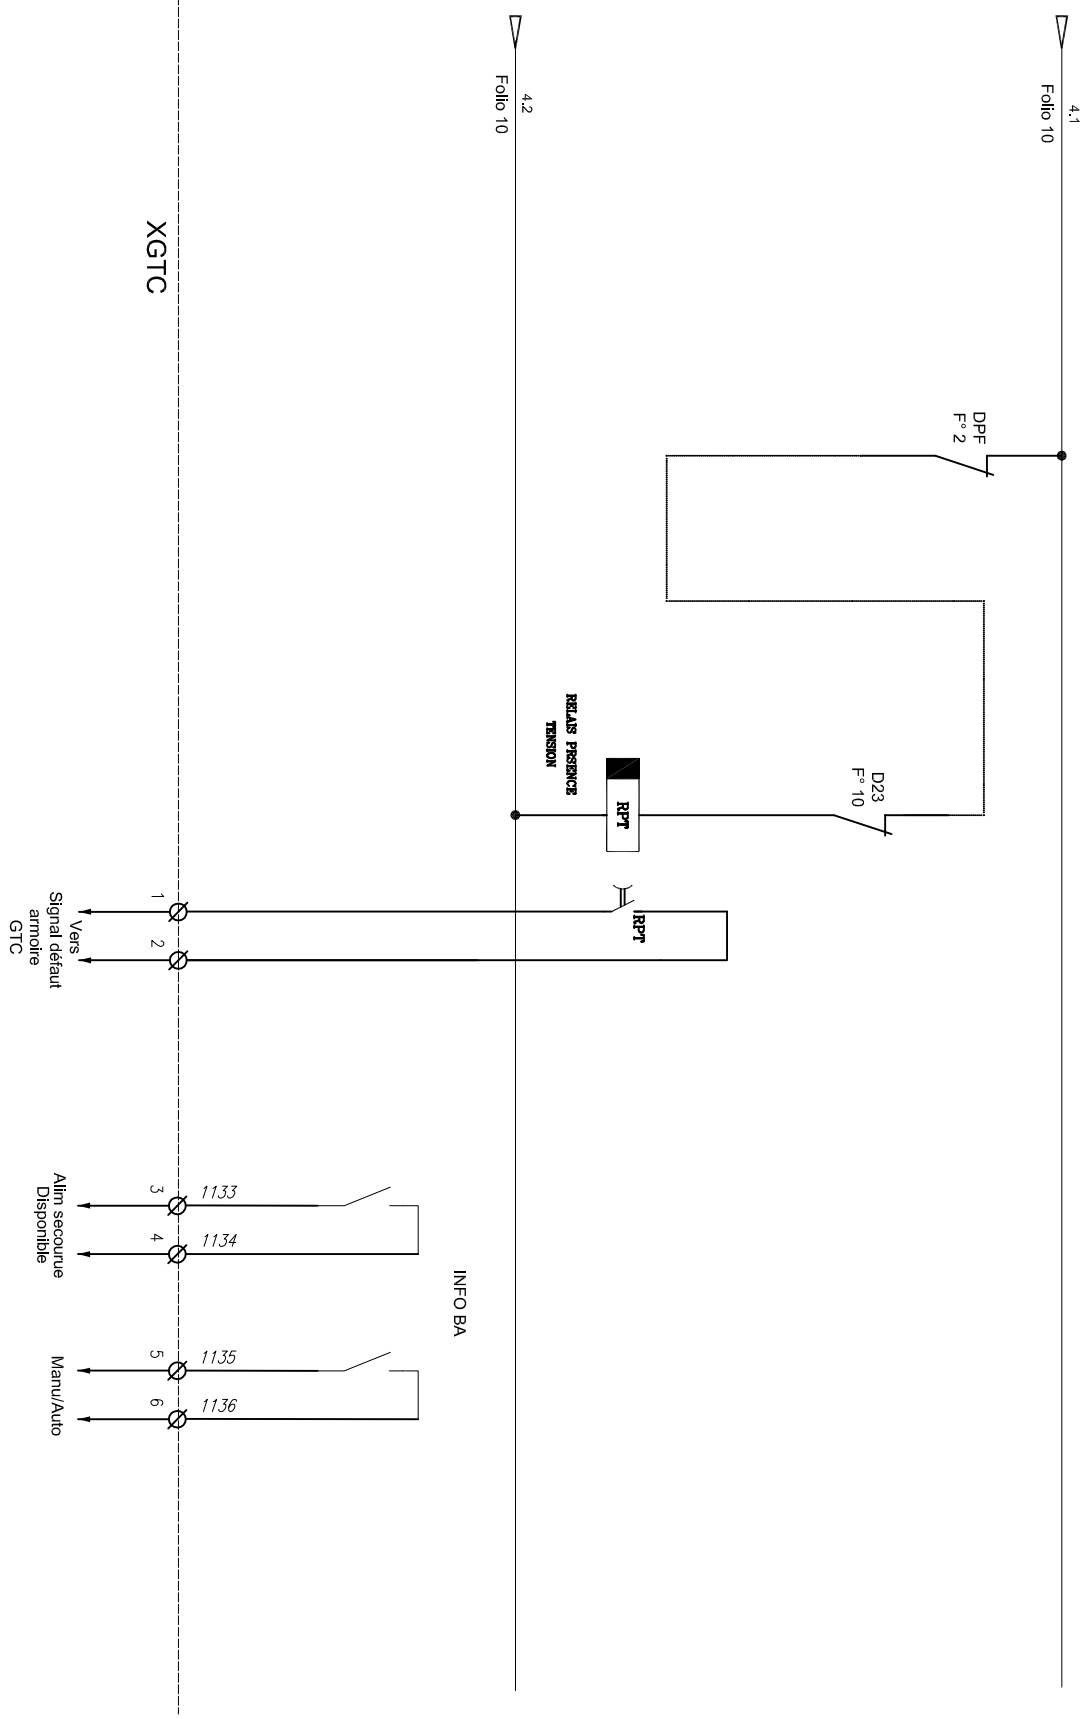 4.1
Folio 10
DPF
F° 2
D23
F° 10
4.2
Folio 10
RELAIS PRSENCE
TENSION
RPT
RPT
INFO BA
XGTC
1
2
Vers
Signal défaut
armoire
GTC
1133
1134
3
4
Alim secourue
Disponible
1135
1136
5
6
Manu/Auto